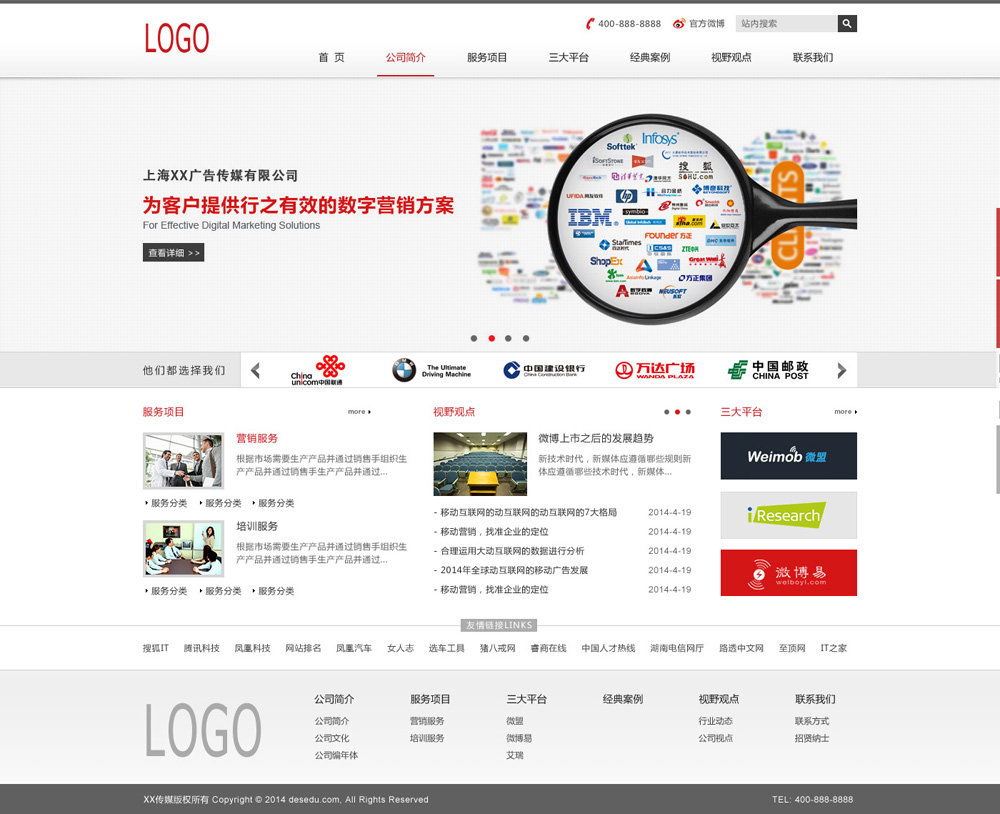 LOGO
400-888-8888
官方微博
站内搜索
首 页
公司简介
服务项目
三大平台
经典案例
视野观点
联系我们
上海XX广告传媒有限公司
为客户提供行之有效的数字营销方案
For Effective Digital Marketing Solutions
查看详细 >>
Softtek
Infosys
iSoftStone
搜狐
SOHU.com
UFIDA
hp
IBM
symbio
sina.com
StarTimes
FOUNDER 方正
ShopEx
Great Wall
方正集团
NEUSOFT
CLIENTS
他们都选择我们
China
unicom中国联通
BMW
The Ultimate
Driving Machine
中国建设银行
China Construction Bank
万达广场
WANDA PLAZA
中国邮政
CHINA POST
服务项目
more
营销服务
根据市场需要生产产品并通过销售手组织生
产产品并通过销售手生产产品并通过...
服务分类
服务分类
服务分类
培训服务
根据市场需要生产产品并通过销售手组织生
产产品并通过销售手生产产品并通过...
服务分类
服务分类
服务分类
视野观点
微博上市之后的发展趋势
新技术时代，新媒体应遵循哪些规则新
体应遵循哪些技术时代，新媒体...
- 移动互联网的动互联网的动互联网的7大格局 2014-4-19
- 移动营销，找准企业的定位 2014-4-19
- 合理运用大动互联网的数据进行分析 2014-4-19
- 2014年全球动互联网的移动广告发展 2014-4-19
- 移动营销，找准企业的定位 2014-4-19
三大平台
more
Weimob 微盟
iResearch
微博易
weiboyi.com
友情链接LINKS
搜狐IT
腾讯科技
凤凰科技
网站排名
凤凰汽车
女人志
选车工具
猪八戒网
睿商在线
中国人才热线
湖南电信网厅
路透中文网
至顶网
IT之家
LOGO
公司简介
公司简介
公司文化
公司编年体
服务项目
营销服务
培训服务
三大平台
微盟
微博易
艾瑞
经典案例
视野观点
行业动态
公司视点
联系我们
联系方式
招贤纳士
XX传媒版权所有 Copyright © 2014 desedu.com, All Rights Reserved
TEL: 400-888-8888